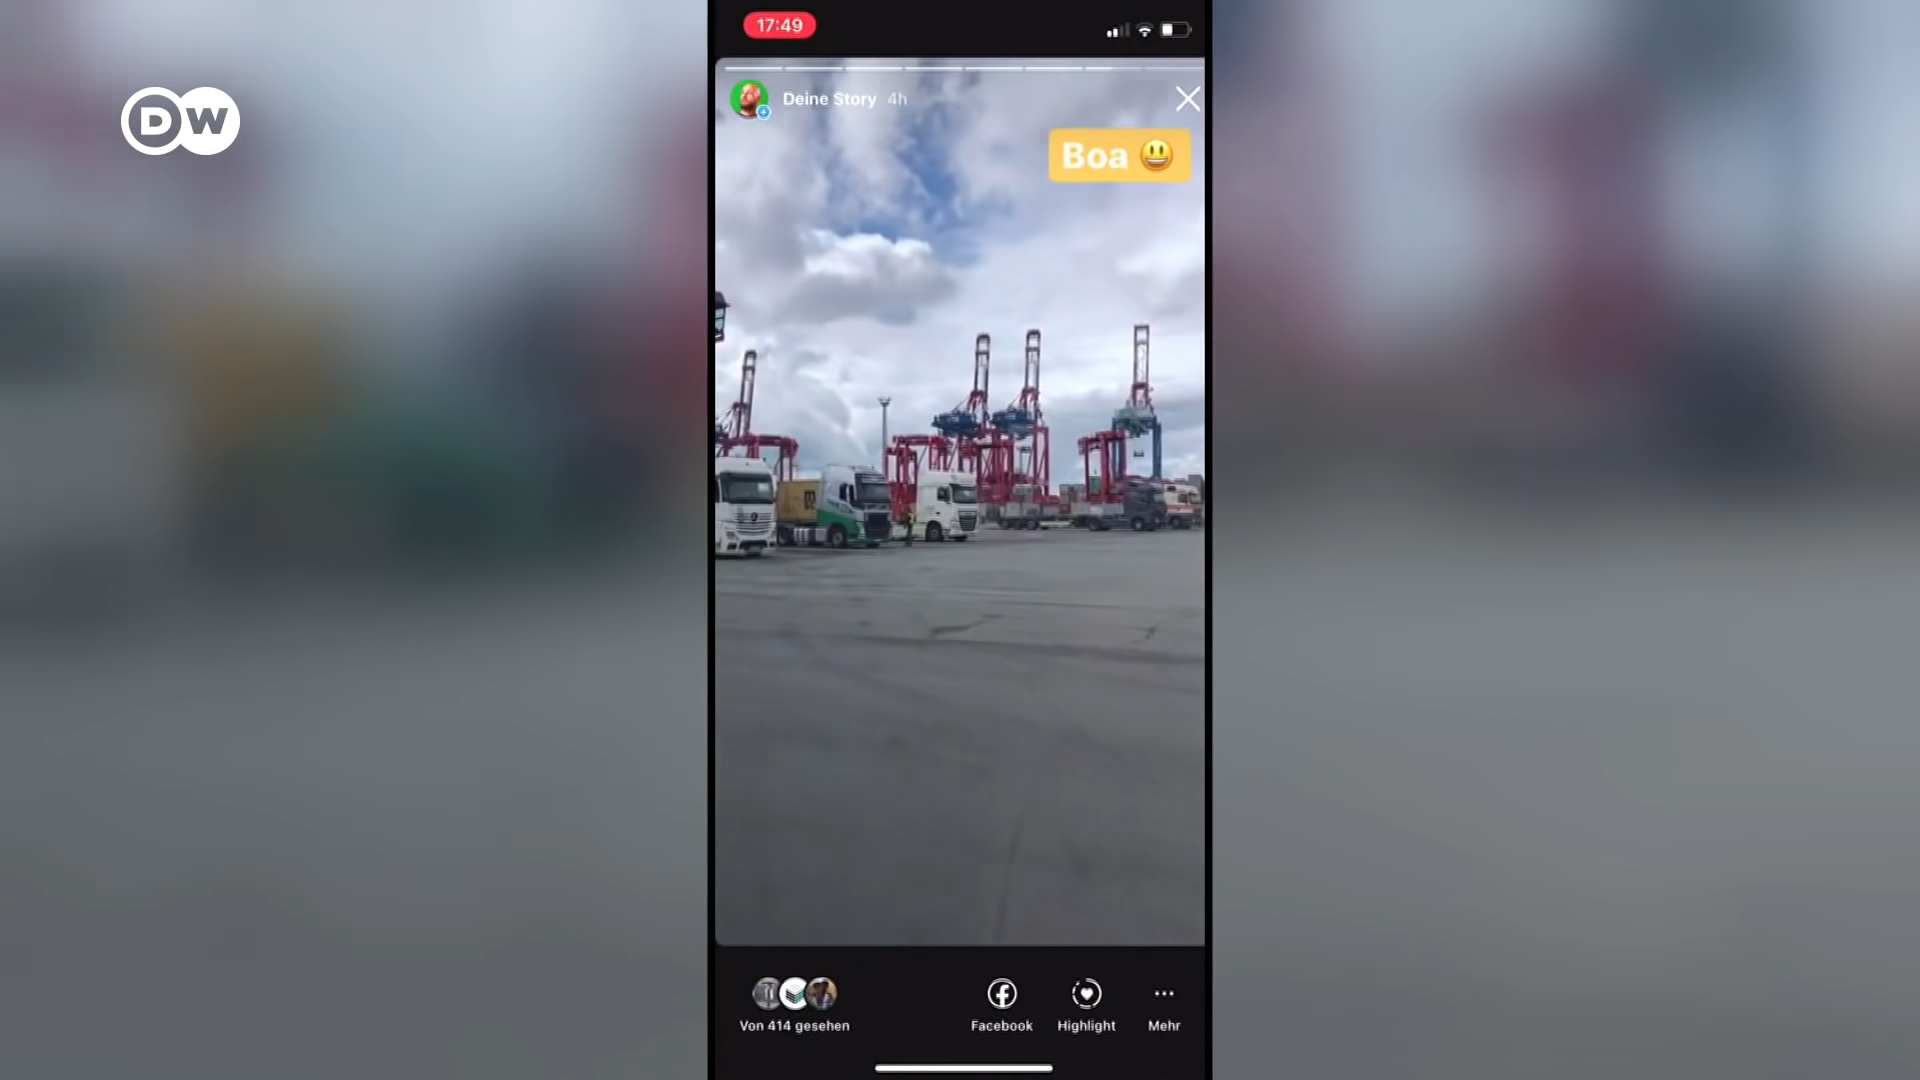 17:49
DW
Deine Story 4h
Boa 😃
Von 414 gesehen
Facebook
Highlight
Mehr